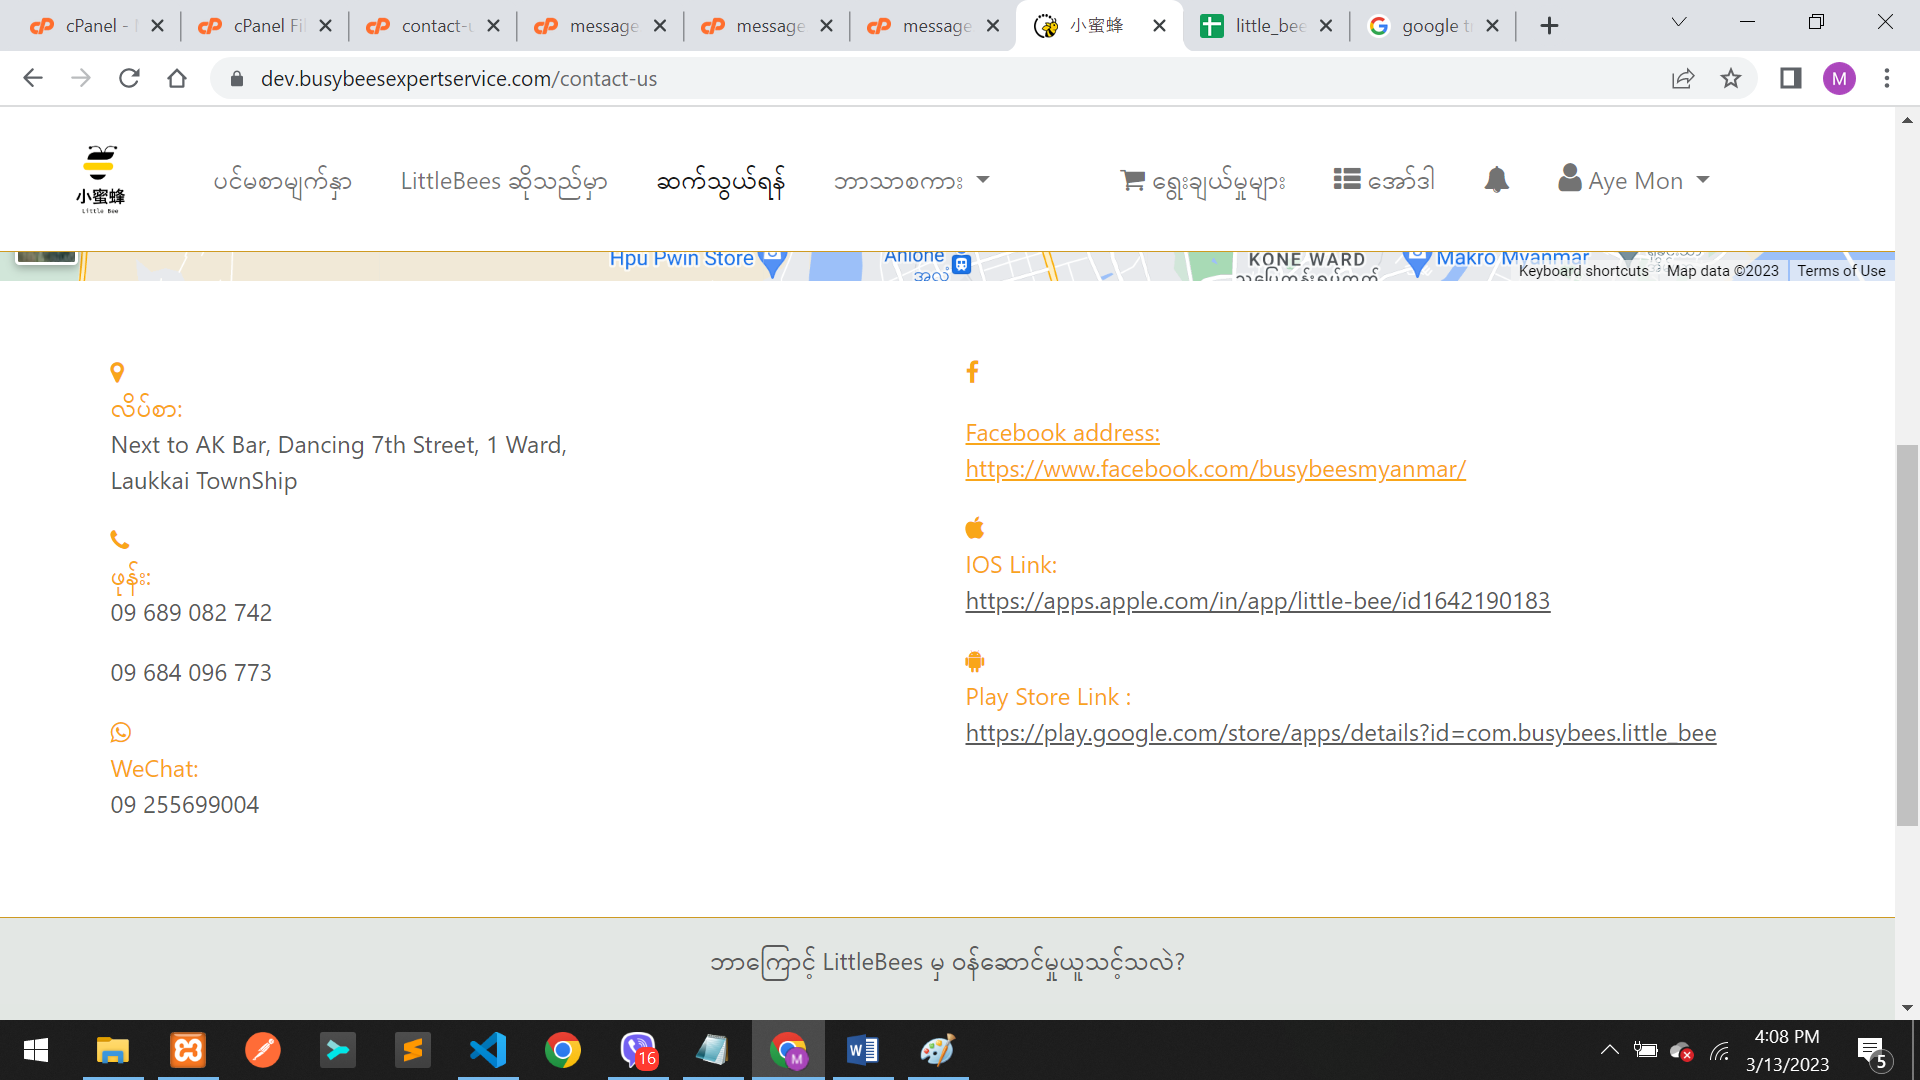 cPanel -
cPanel Fil
contact-u
message
message
message
小蜜蜂
little_bee
google tr
dev.busybeesexpertservice.com/contact-us
M
小蜜蜂
Little Bee
ပင်မစာမျက်နှာ
LittleBees ဆိုသည်မှာ
ဆက်သွယ်ရန်
ဘာသာစကား
ရွေးချယ်မှုများ
အော်ဒါ
Aye Mon
Hpu Pwin Store
Ahlone
အလုံ
KONE WARD
Makro Myanmar
Keyboard shortcuts
Map data ©2023
Terms of Use
လိပ်စာ:
Next to AK Bar, Dancing 7th Street, 1 Ward,
Laukkai TownShip
ဖုန်း:
09 689 082 742
09 684 096 773
WeChat:
09 255699004
Facebook address:
https://www.facebook.com/busybeesmyanmar/
IOS Link:
https://apps.apple.com/in/app/little-bee/id1642190183
Play Store Link :
https://play.google.com/store/apps/details?id=com.busybees.little_bee
ဘာကြောင့် LittleBees မှ ဝန်ဆောင်မှုယူသင့်သလဲ?
16
M
4:08 PM
3/13/2023
5